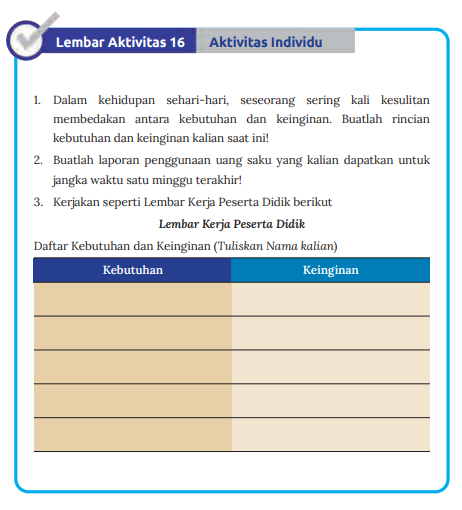 Lembar Aktivitas 16 Aktivitas Individu
1. Dalam kehidupan sehari-hari, seseorang sering kali kesulitan
membedakan antara kebutuhan dan keinginan. Buatlah rincian
kebutuhan dan keinginan kalian saat ini!
2. Buatlah laporan penggunaan uang saku yang kalian dapatkan untuk
jangka waktu satu minggu terakhir!
3. Kerjakan seperti Lembar Kerja Peserta Didik berikut
Lembar Kerja Peserta Didik
Daftar Kebutuhan dan Keinginan (Tuliskan Nama kalian)
Kebutuhan Keinginan